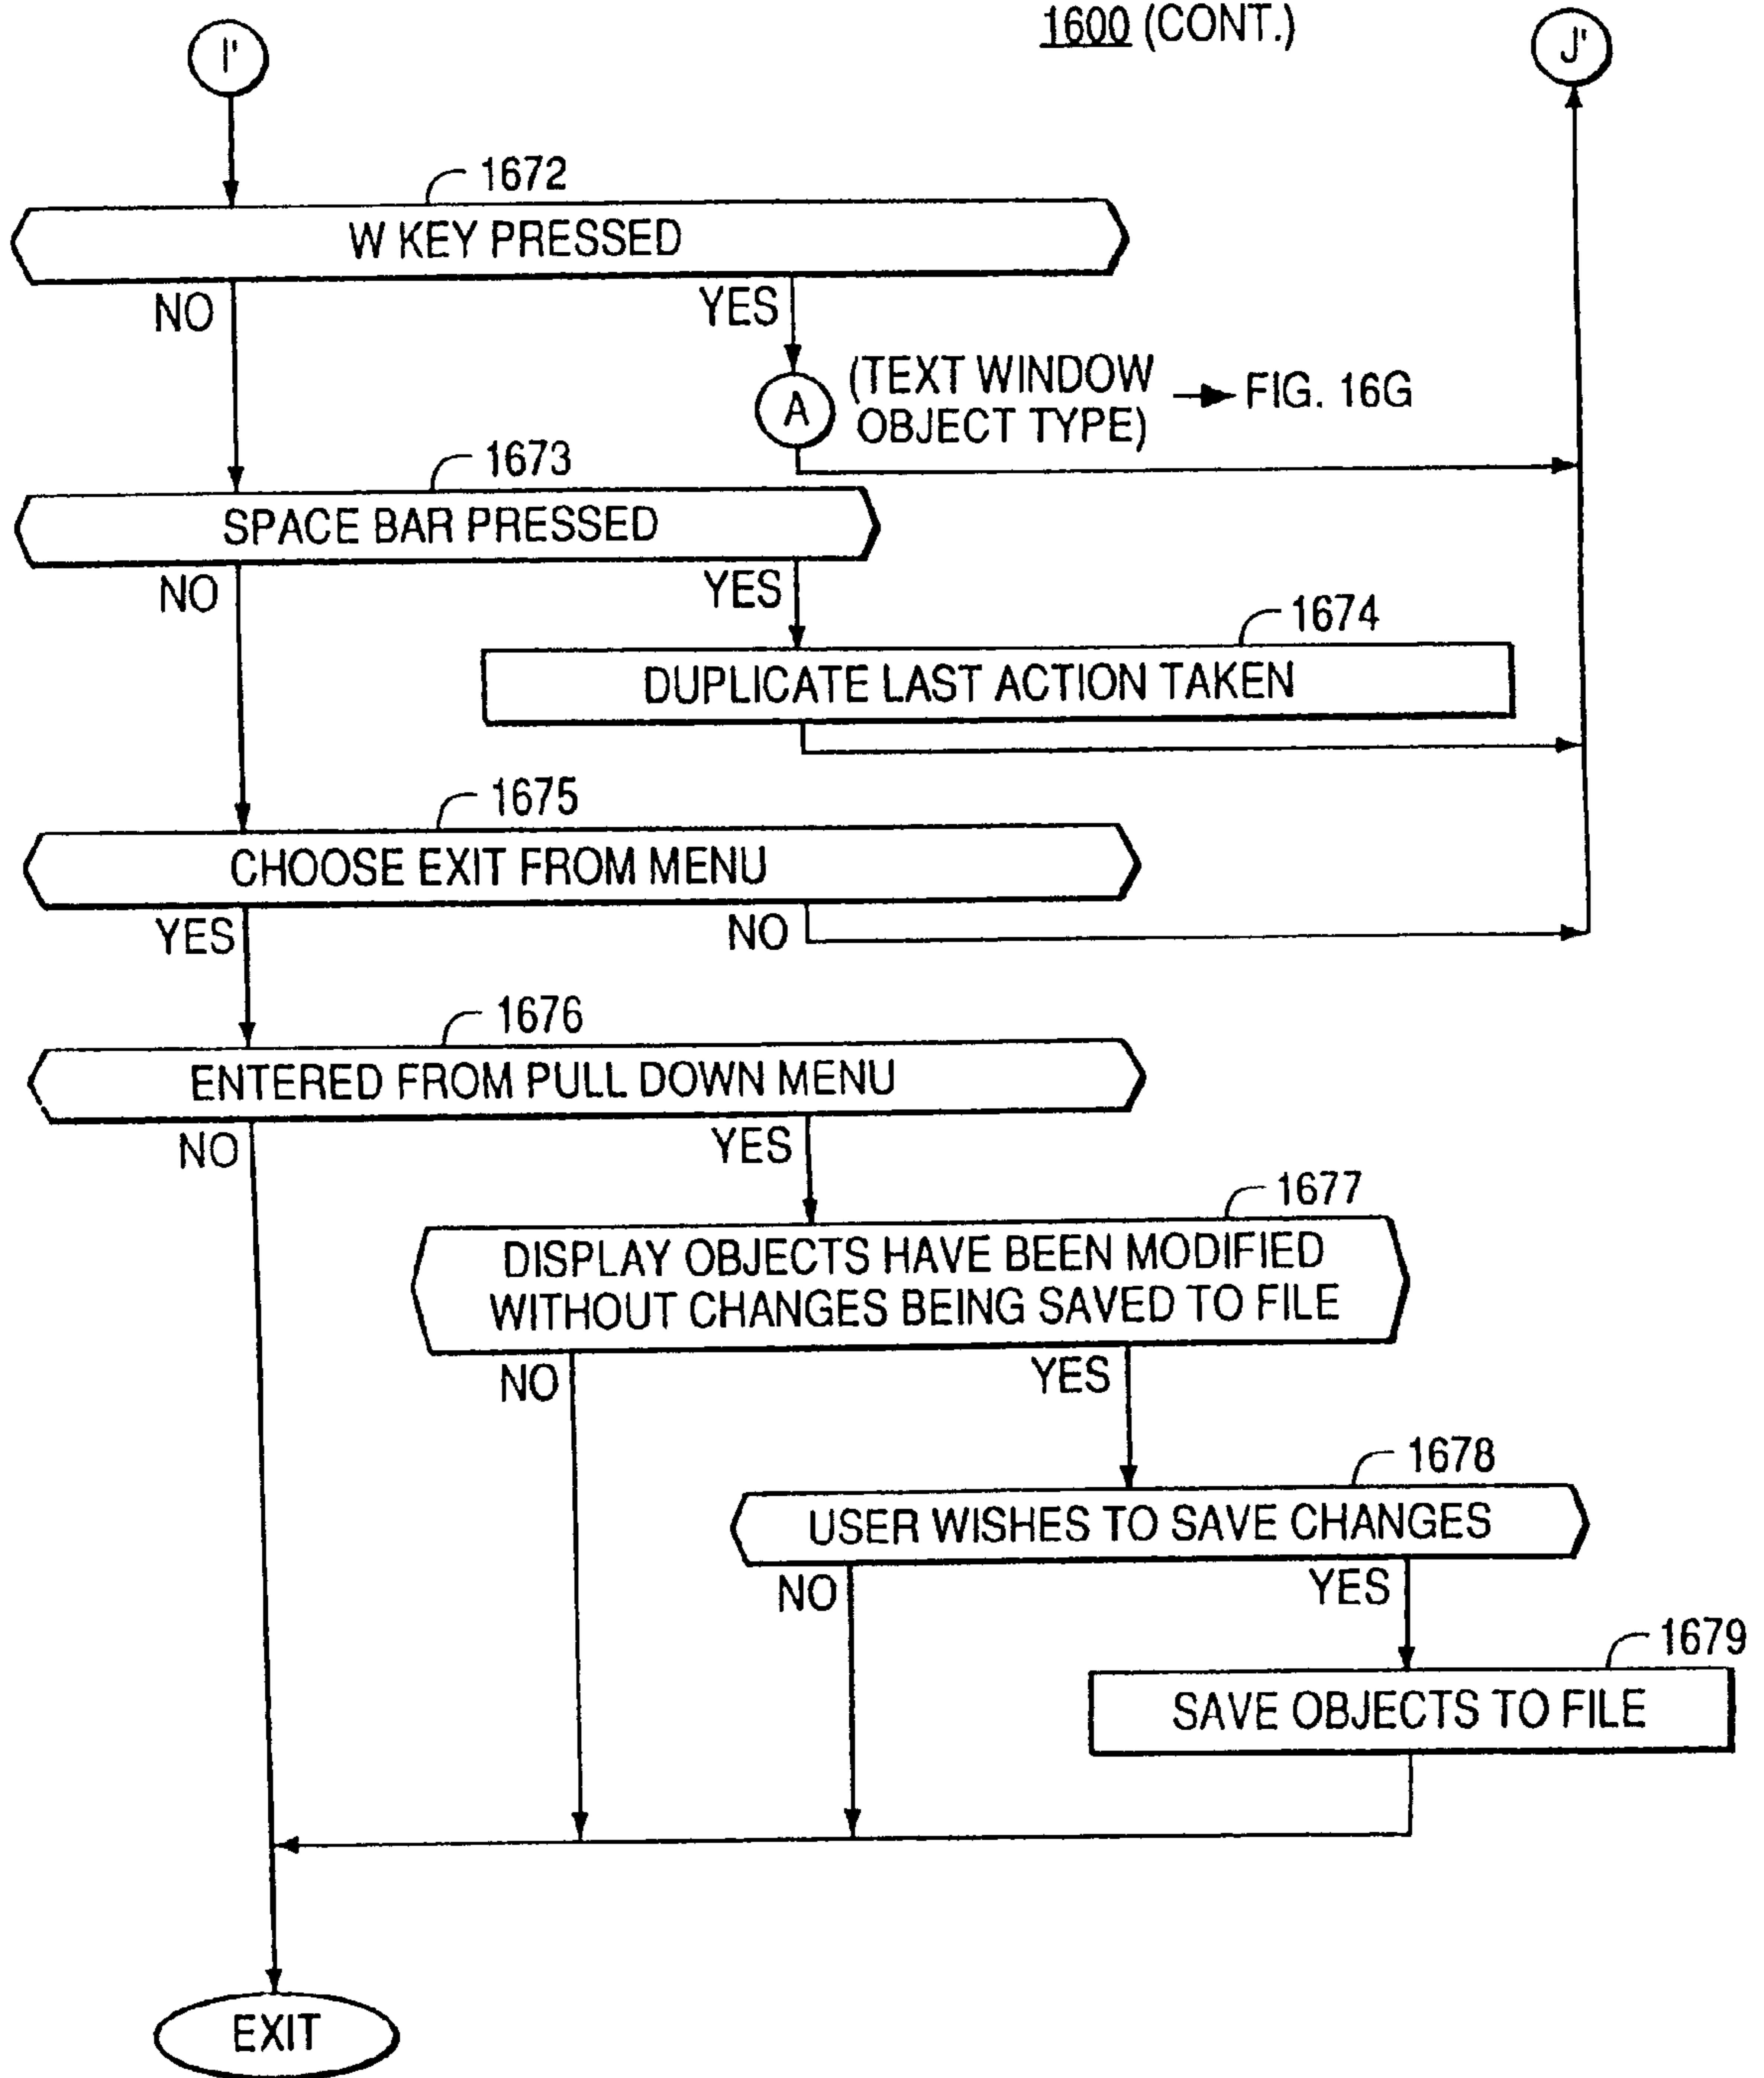 1600 (CONT.)
I'
J'
1672
W KEY PRESSED
NO
YES
A
(TEXT WINDOW
OBJECT TYPE)
FIG. 16G
1673
SPACE BAR PRESSED
NO
YES
1674
DUPLICATE LAST ACTION TAKEN
1675
CHOOSE EXIT FROM MENU
YES
NO
1676
ENTERED FROM PULL DOWN MENU
NO
YES
1677
DISPLAY OBJECTS HAVE BEEN MODIFIED
WITHOUT CHANGES BEING SAVED TO FILE
NO
YES
1678
USER WISHES TO SAVE CHANGES
NO
YES
1679
SAVE OBJECTS TO FILE
EXIT